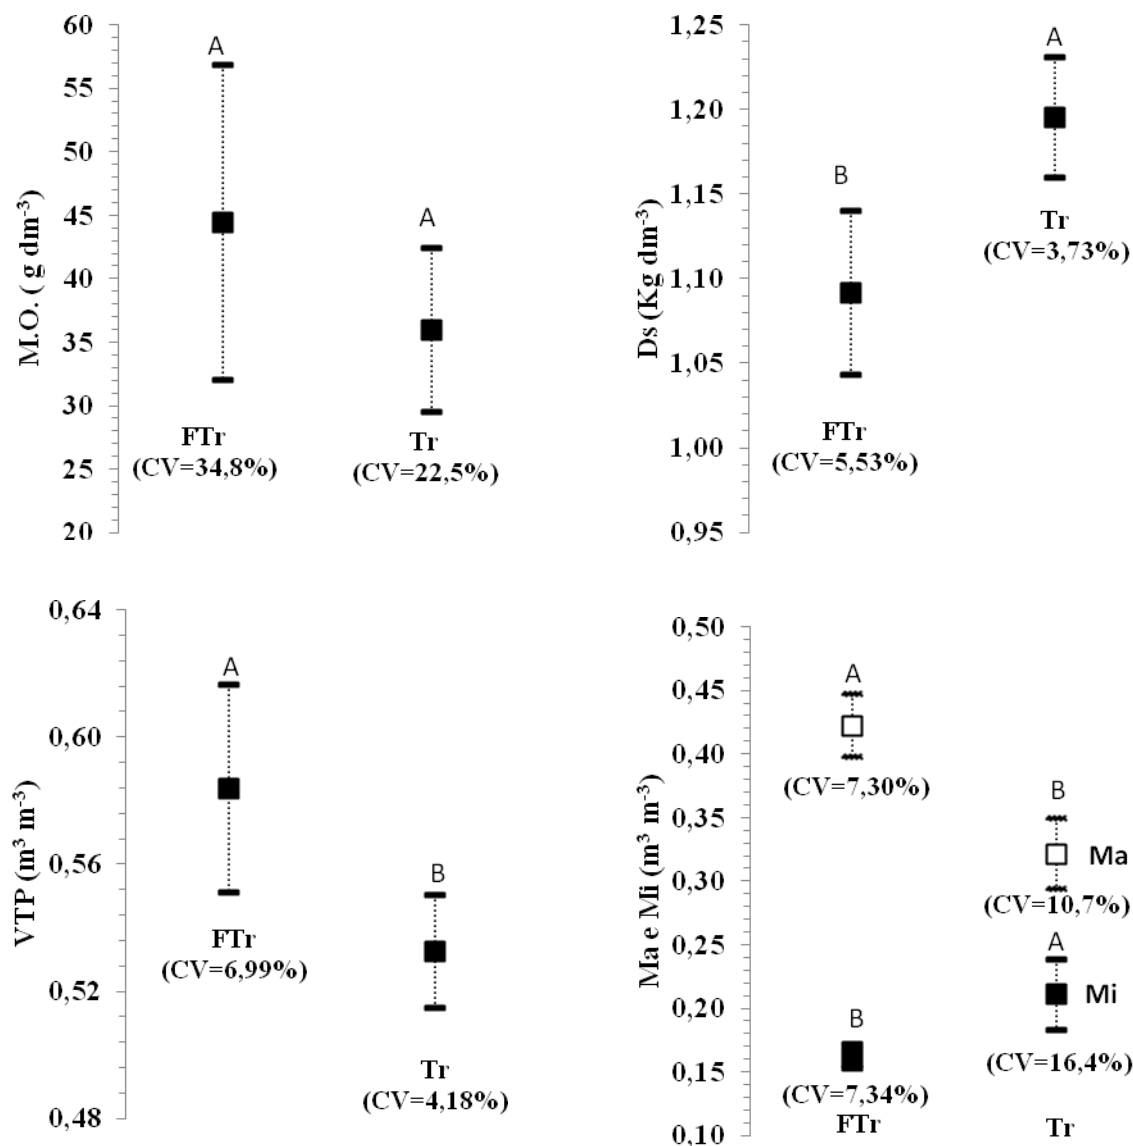 M.O. ( g dm-3)
60
55
50
45
40
35
30
25
20
A
FTr
(CV=34,8%)
A
Tr
(CV=22,5%)
Ds (Kg dm-3)
1,25
1,20
1,15
1,10
1,05
1,00
0,95
B
FTr
(CV=5,53%)
A
Tr
(CV=3,73%)
VTP (m3 m-3)
0,64
0,60
0,56
0,52
0,48
A
FTr
(CV=6,99%)
B
Tr
(CV=4,18%)
Ma e Mi (m3 m-3)
0,50
0,45
0,40
0,35
0,30
0,25
0,20
0,15
0,10
A
(CV=7,30%)
B
Ma
(CV=10,7%)
A
Mi
(CV=16,4%)
B
(CV=7,34%)
FTr
Tr